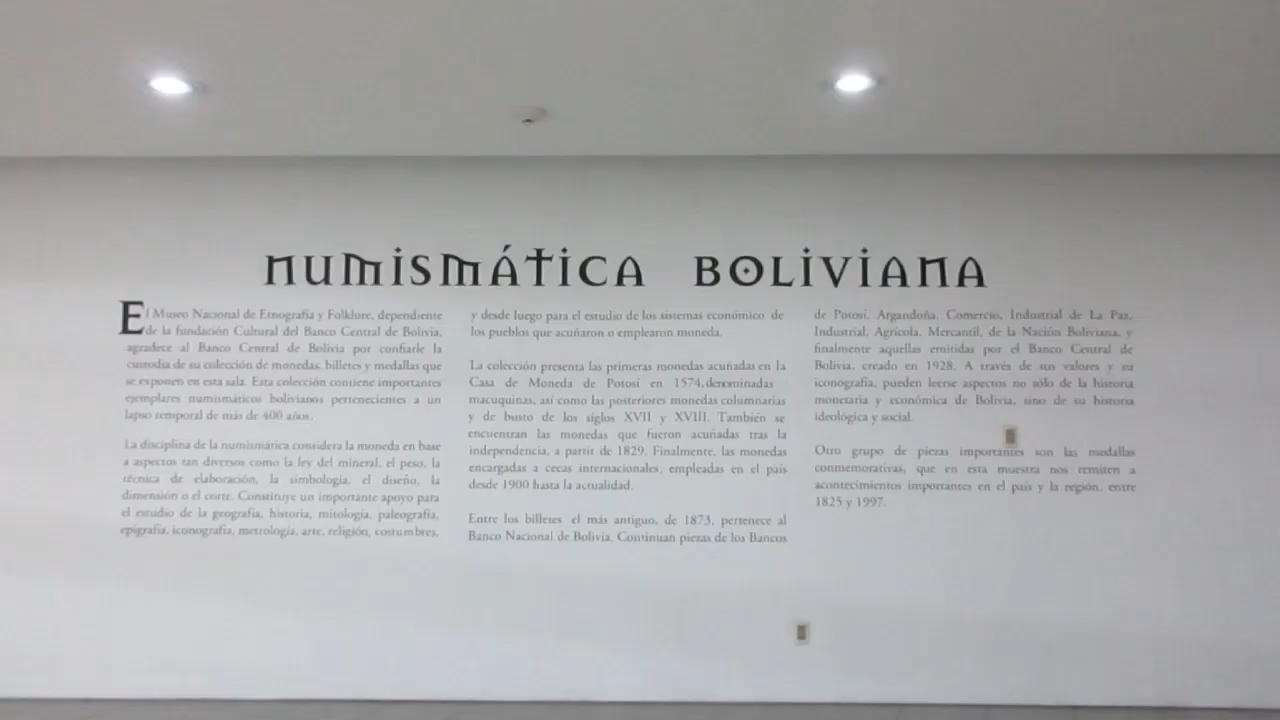 NUMISMÁTICA BOLIVIANA
El Museo Nacional de Etnografía y Folklore, dependiente
de la fundación Cultural del Banco Central de Bolivia,
agradece al Banco Central de Bolivia por confiarle la
custodia de su colección de monedas, billetes y medallas que
se exponen en esta sala. Esta colección contiene importantes
ejemplares numismáticos bolivianos pertenecientes a un
lapso temporal de más de 400 años.
La disciplina de la numismática considera la moneda en base
a aspectos tan diversos como la ley del mineral, el peso, la
técnica de elaboración, la simbología, el diseño, la
dimensión o el corte. Constituye un importante apoyo para
el estudio de la geografía, historia, mitología, paleografía,
epigrafía, iconografía, metrología, arte, religión, costumbres,
y desde luego para el estudio de los sistemas económico de
los pueblos que acuñaron o emplearon moneda.
La colección presenta las primeras monedas acuñadas en la
Casa de Moneda de Potosí en 1574,denominadas
macuquinas, así como las posteriores monedas columnarias
y de busto de los siglos XVII y XVIII. También se
encuentran las monedas que fueron acuñadas tras la
independencia, a partir de 1829. Finalmente, las monedas
encargadas a cecas internacionales, empleadas en el país
desde 1900 hasta la actualidad.
Entre los billetes el más antiguo, de 1873, pertenece al
Banco Nacional de Bolivia. Continuan piezas de los Bancos
de Potosí, Argandoña, Comercio, Industrial de La Paz,
Industrial, Agrícola, Mercantil, de la Nación Boliviana, y
finalmente aquellas emitidas por el Banco Central de
Bolivia, creado en 1928. A través de sus valores y su
iconografía, pueden leerse aspectos no sólo de la historia
monetaria y económica de Bolivia, sino de su historia
ideológica y social.
Otro grupo de piezas importantes son las medallas
conmemorativas, que en esta muestra nos remiten a
acontecimientos importantes en el país y la región, entre
1825 y 1997.